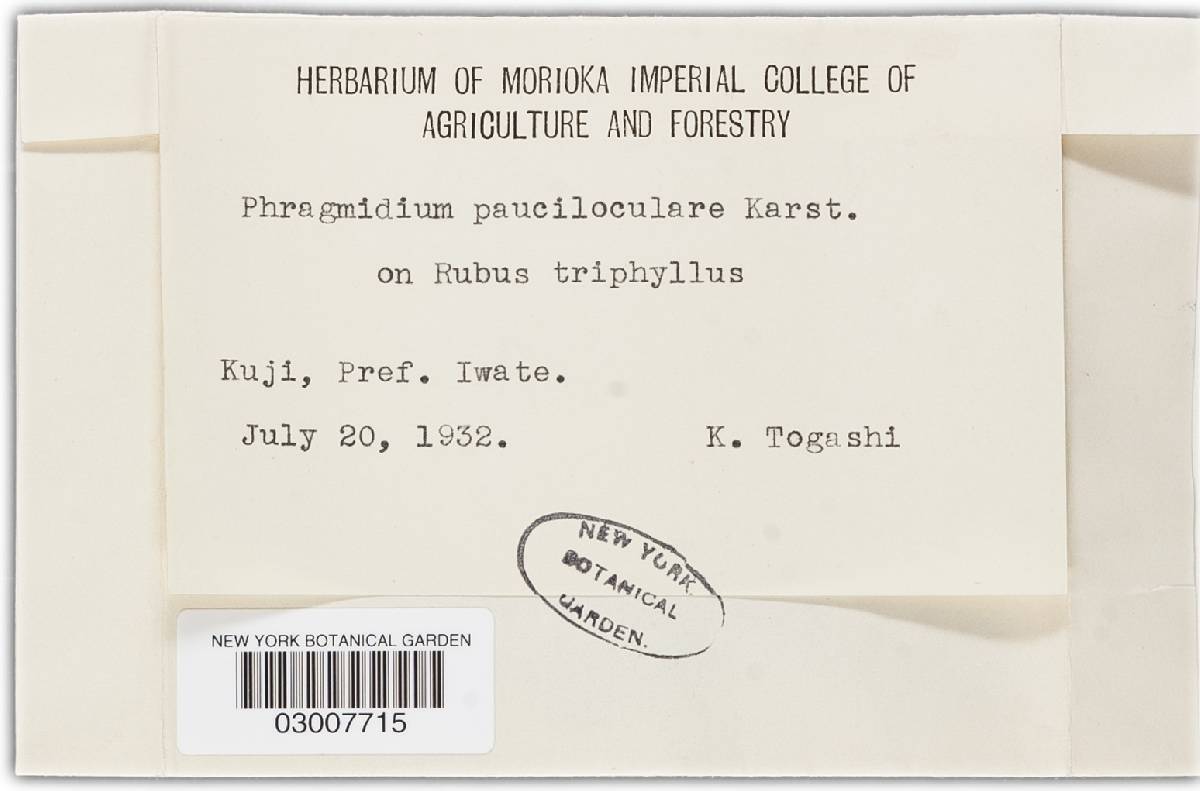 HERBARIUM OF MORIOKA IMPERIAL COLLEGE OF
AGRICULTURE AND FORESTRY
Phragmidium pauciloculare Karst.
on Rubus triphyllus
Kuji, Pref. Iwate.
July 20, 1932.
K. Togashi
NEW YORK
BOTANICAL
GARDEN.
NEW YORK BOTANICAL GARDEN
03007715